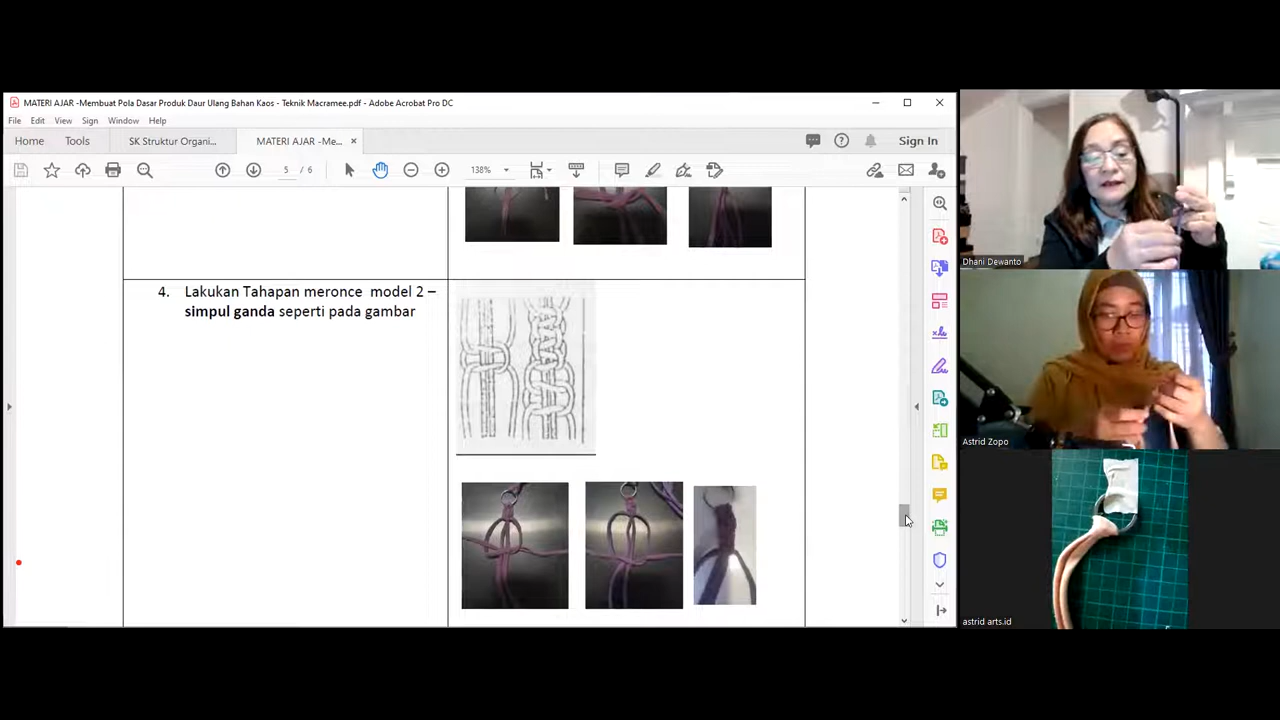 MATERI AJAR -Membuat Pola Dasar Produk Daur Ulang Bahan Kaos - Teknik Macramee.pdf - Adobe Acrobat Pro DC
File Edit View Sign Window Help
Home Tools SK Struktur Organi... MATERI AJAR -Me... × Sign In
5 / 6 138%
4. Lakukan Tahapan meronce model 2 –
simpul ganda seperti pada gambar
Dhani Dewanto
Astrid Zopo
astrid arts.id